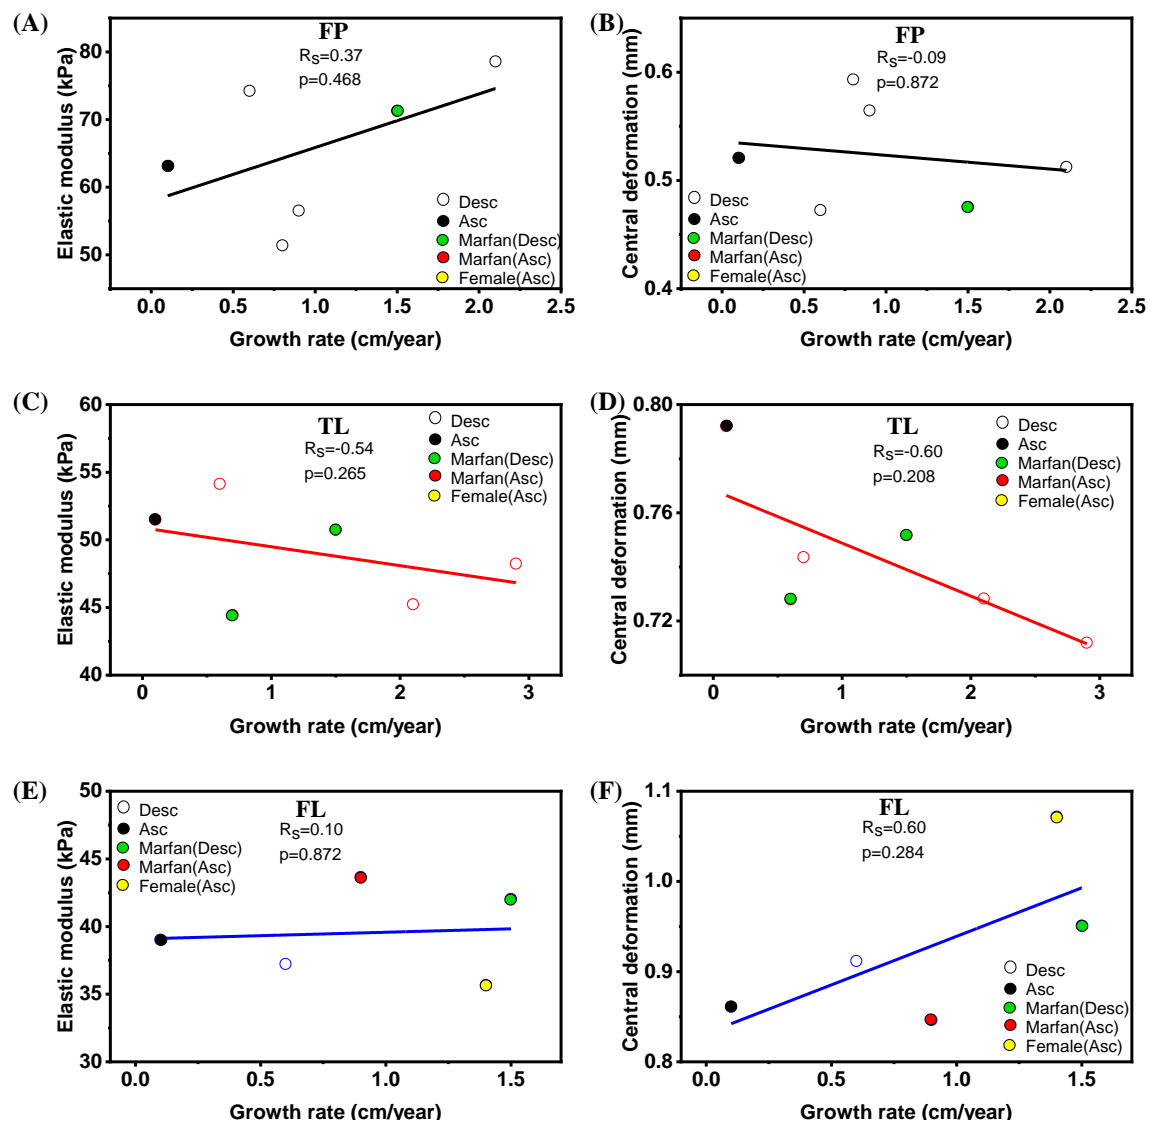 (A)
FP
RS=0.37
p=0.468
Elastic modulus (kPa)
80
70
60
50
Desc
Asc
Marfan(Desc)
Marfan(Asc)
Female(Asc)
0.0 0.5 1.0 1.5 2.0 2.5
Growth rate (cm/year)
(B)
FP
RS=-0.09
p=0.872
Central deformation (mm)
0.6
0.5
0.4
Desc
Asc
Marfan(Desc)
Marfan(Asc)
Female(Asc)
0.0 0.5 1.0 1.5 2.0 2.5
Growth rate (cm/year)
(C)
TL
RS=-0.54
p=0.265
Elastic modulus (kPa)
60
55
50
45
40
Desc
Asc
Marfan(Desc)
Marfan(Asc)
Female(Asc)
0 1 2 3
Growth rate (cm/year)
(D)
TL
RS=-0.60
p=0.208
Central deformation (mm)
0.80
0.76
0.72
Desc
Asc
Marfan(Desc)
Marfan(Asc)
Female(Asc)
0 1 2 3
Growth rate (cm/year)
(E)
FL
RS=0.10
p=0.872
Elastic modulus (kPa)
50
45
40
35
30
Desc
Asc
Marfan(Desc)
Marfan(Asc)
Female(Asc)
0.0 0.5 1.0 1.5
Growth rate (cm/year)
(F)
FL
RS=0.60
p=0.284
Central deformation (mm)
1.1
1.0
0.9
0.8
Desc
Asc
Marfan(Desc)
Marfan(Asc)
Female(Asc)
0.0 0.5 1.0 1.5
Growth rate (cm/year)